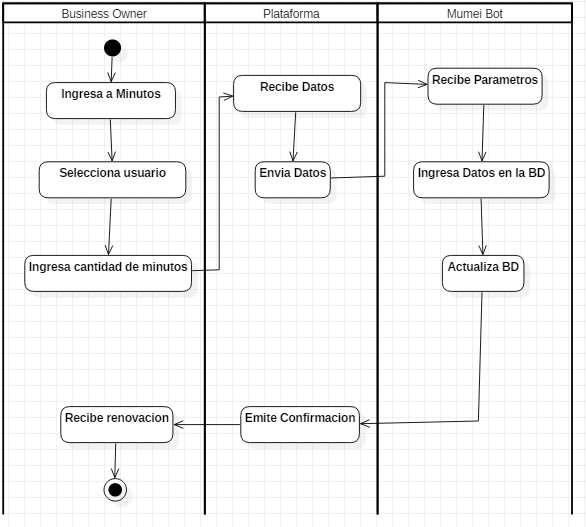 Business Owner
Plataforma
Mumei Bot
Ingresa a Minutos
Selecciona usuario
Ingresa cantidad de minutos
Recibe Datos
Envia Datos
Recibe Parametros
Ingresa Datos en la BD
Actualiza BD
Emite Confirmacion
Recibe renovacion